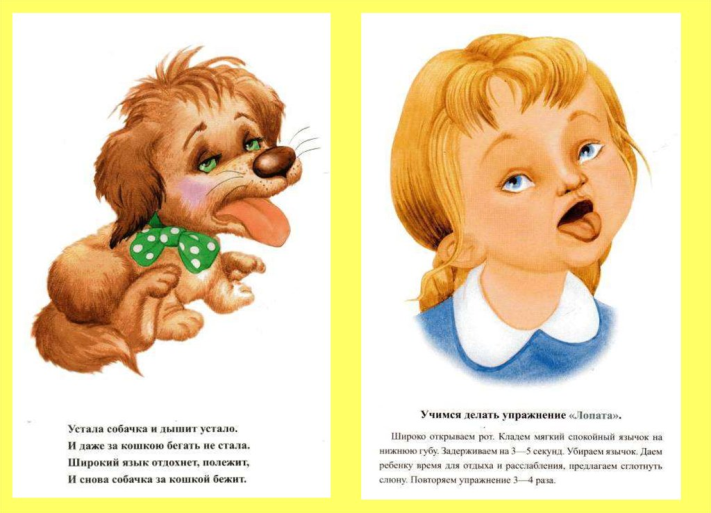 Устала собачка и дышит устало.
И даже за кошкою бегать не стала.
Широкий язык отдохнет, полежит,
И снова собачка за кошкой бежит.
Учимся делать упражнение «Лопата».
Широко открываем рот. Кладем мягкий спокойный язычок на
нижнюю губу. Задерживаем на 3—5 секунд. Убираем язычок. Даем
ребенку время для отдыха и расслабления, предлагаем сглотнуть
слюну. Повторяем упражнение 3—4 раза.